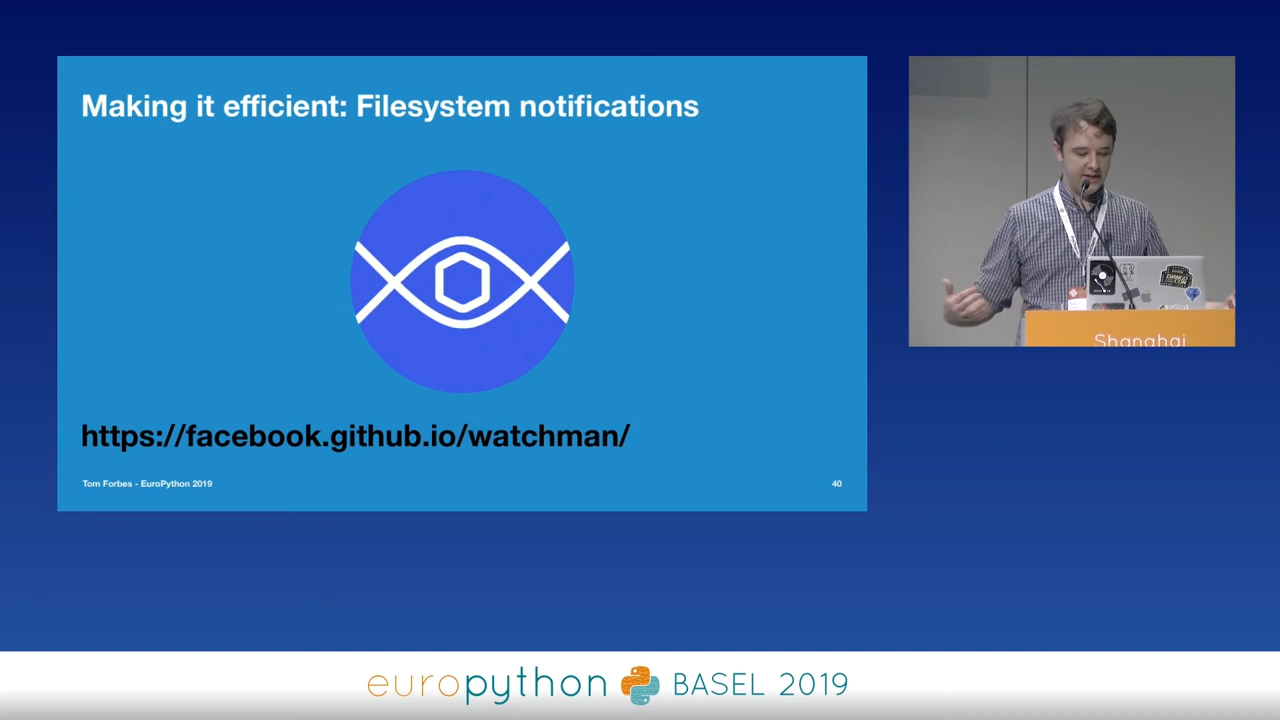 Making it efficient: Filesystem notifications
https://facebook.github.io/watchman/
Tom Forbes - EuroPython 2019
40
Shanghai
europython BASEL 2019